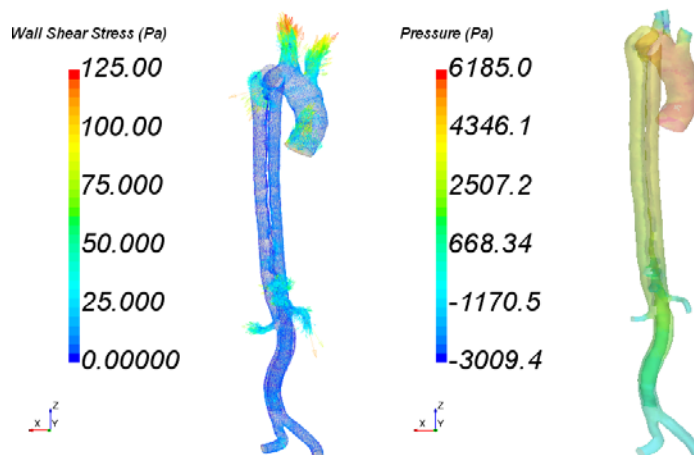 Wall Shear Stress (Pa)
125.00
100.00
75.000
50.000
25.000
0.00000
Z
X
Y
Pressure (Pa)
6185.0
4346.1
2507.2
668.34
-1170.5
-3009.4
Z
X
Y